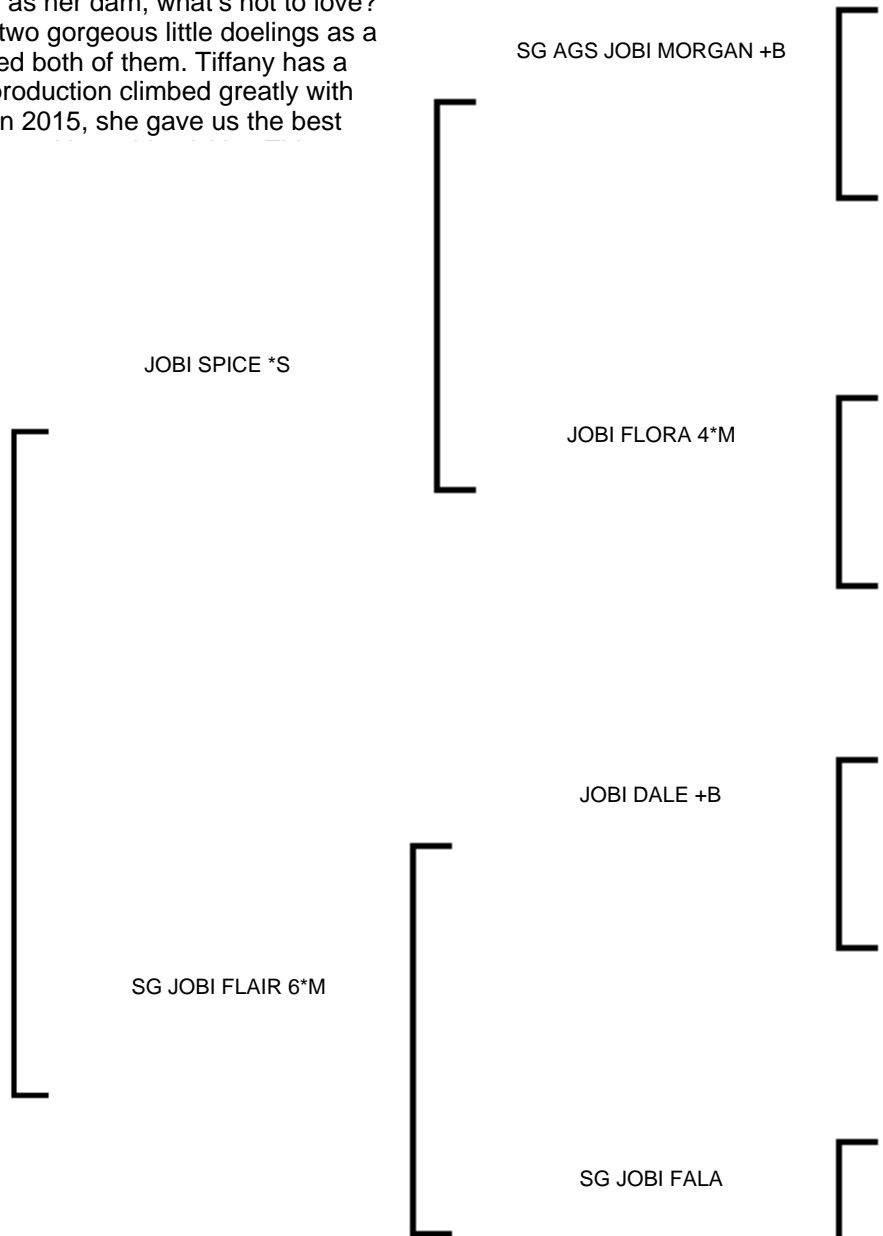 as her dam, what's not to love?
two gorgeous little doelings as a
ed both of them. Tiffany has a
production climbed greatly with
n 2015, she gave us the best
SG AGS JOBI MORGAN +B
JOBI SPICE *S
JOBI FLORA 4*M
JOBI DALE +B
SG JOBI FLAIR 6*M
SG JOBI FALA